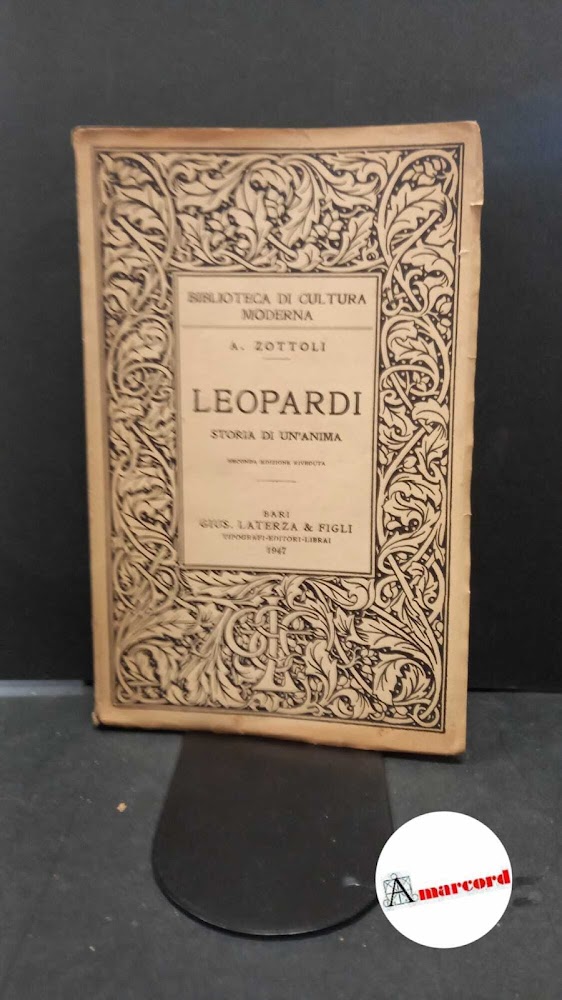 BIBLIOTECA DI CULTURA
MODERNA
A. ZOTTOLI
LEOPARDI
STORIA DI UN'ANIMA
SECONDA EDIZIONE RIVEDUTA
BARI
GIUS. LATERZA & FIGLI
TIPOGRAFI-EDITORI-LIBRAI
1947
Amarcord